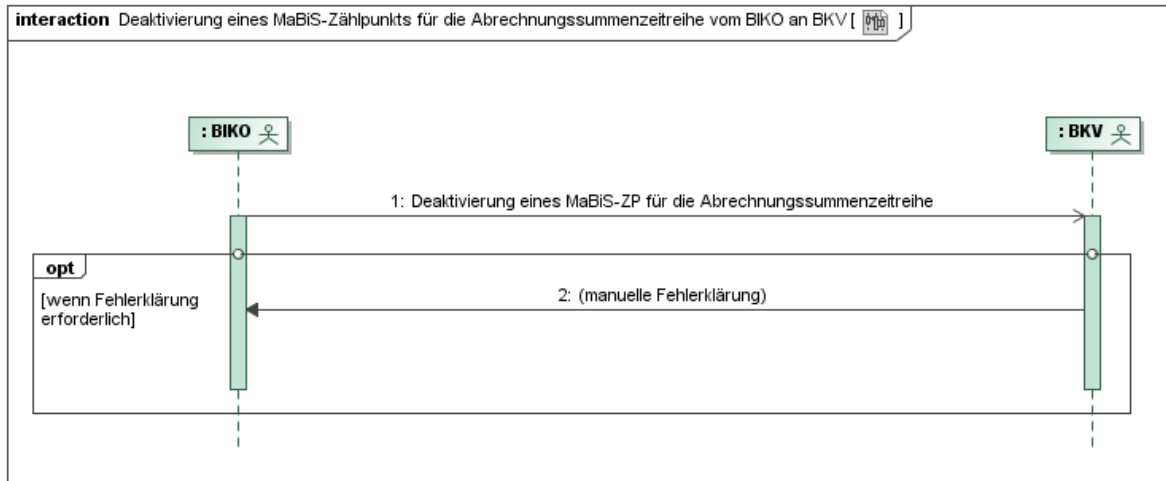 interaction Deaktivierung eines MaBiS-Zählpunkts für die Abrechnungssummenzeitreihe vom BIKO an BKV [ ]
: BIKO
: BKV
1: Deaktivierung eines MaBiS-ZP für die Abrechnungssummenzeitreihe
opt
[wenn Fehlerklärung
erforderlich]
2: (manuelle Fehlerklärung)